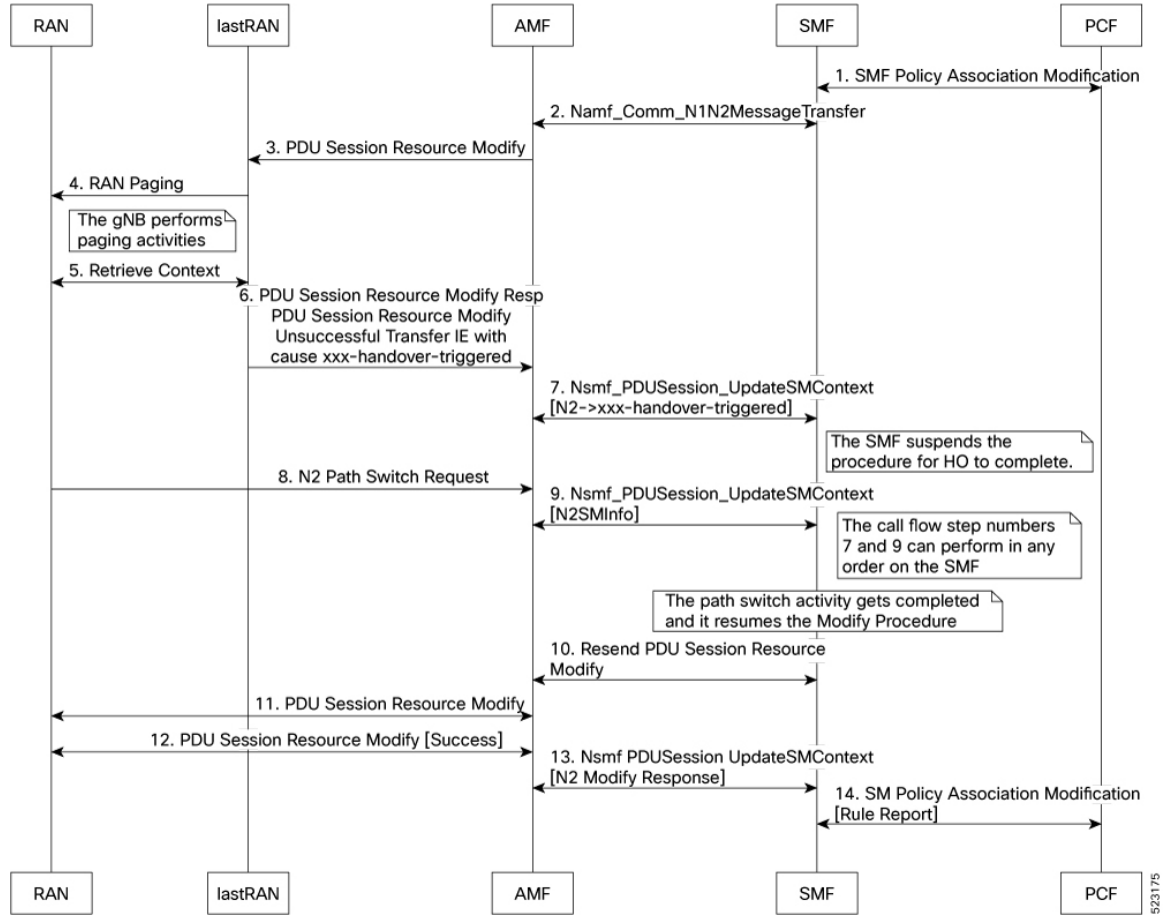 RAN
lastRAN
AMF
SMF
PCF
1. SMF Policy Association Modification
2. Namf_Comm_N1N2MessageTransfer
3. PDU Session Resource Modify
4. RAN Paging
The gNB performs
paging activities
5. Retrieve Context
6. PDU Session Resource Modify Resp
PDU Session Resource Modify
Unsuccessful Transfer IE with
cause xxx-handover-triggered
7. Nsmf_PDUSession_UpdateSMContext
[N2->xxx-handover-triggered]
The SMF suspends the
procedure for HO to complete.
8. N2 Path Switch Request
9. Nsmf_PDUSession_UpdateSMContext
[N2SMInfo]
The call flow step numbers
7 and 9 can perform in any
order on the SMF
The path switch activity gets completed
and it resumes the Modify Procedure
10. Resend PDU Session Resource
Modify
11. PDU Session Resource Modify
12. PDU Session Resource Modify [Success]
13. Nsmf PDUSession UpdateSMContext
[N2 Modify Response]
14. SM Policy Association Modification
[Rule Report]
RAN
lastRAN
AMF
SMF
PCF
523175